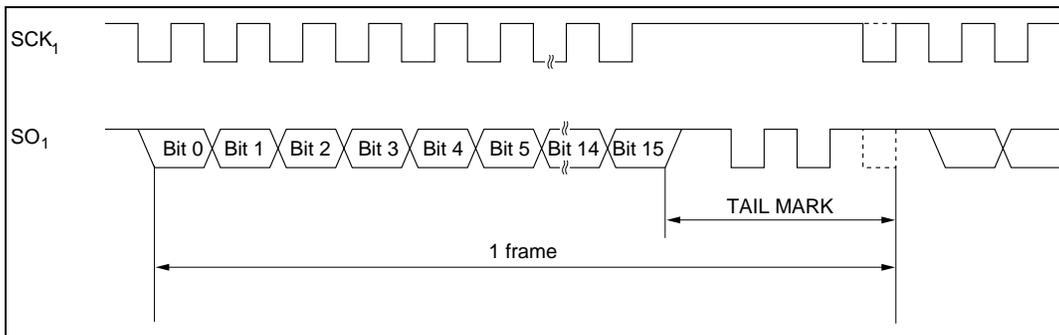 SCK1
SO1
Bit 0 Bit 1 Bit 2 Bit 3 Bit 4 Bit 5 Bit 14 Bit 15
TAIL MARK
1 frame